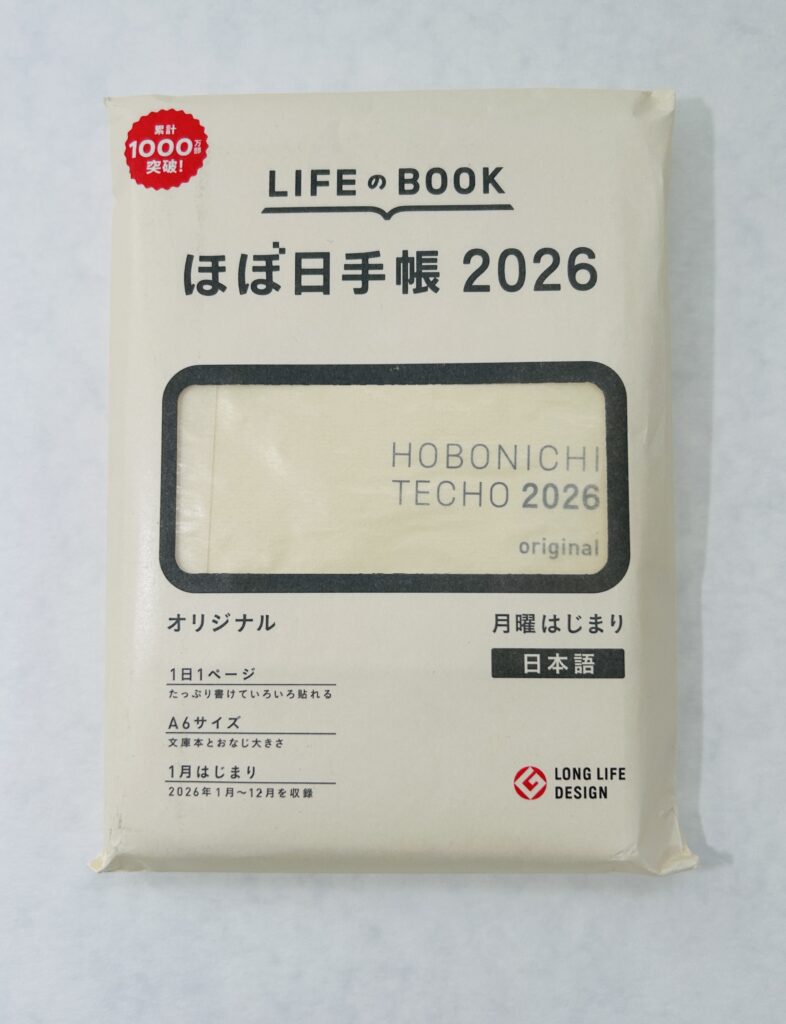 累計
1000万部
突破!
LIFEのBOOK
ほぼ日手帳 2026
HOBONICHI
TECHO 2026
original
オリジナル
月曜はじまり
日本語
1日1ページ
たっぷり書けていろいろ貼れる
A6サイズ
文庫本とおなじ大きさ
1月はじまり
2026年1月〜12月を収録
LONG LIFE
DESIGN